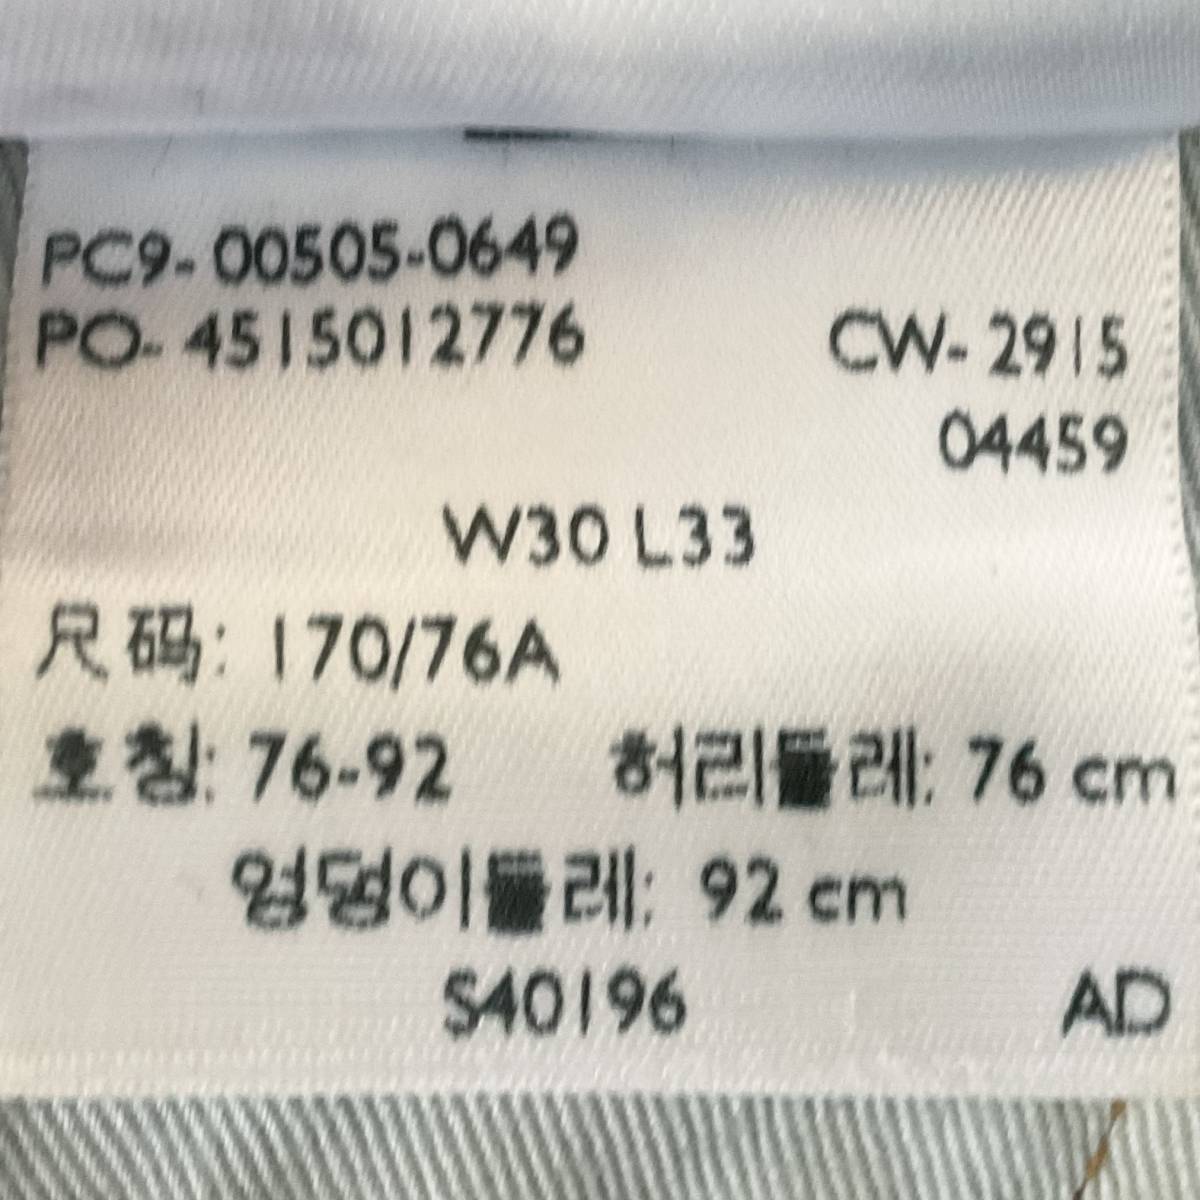 PC9-00505-0649
PO-4515012776 CW-2915
04459
W30 L33
尺码: 170/76A
호칭: 76-92 허리둘레: 76 cm
엉덩이둘레: 92 cm
S40196 AD